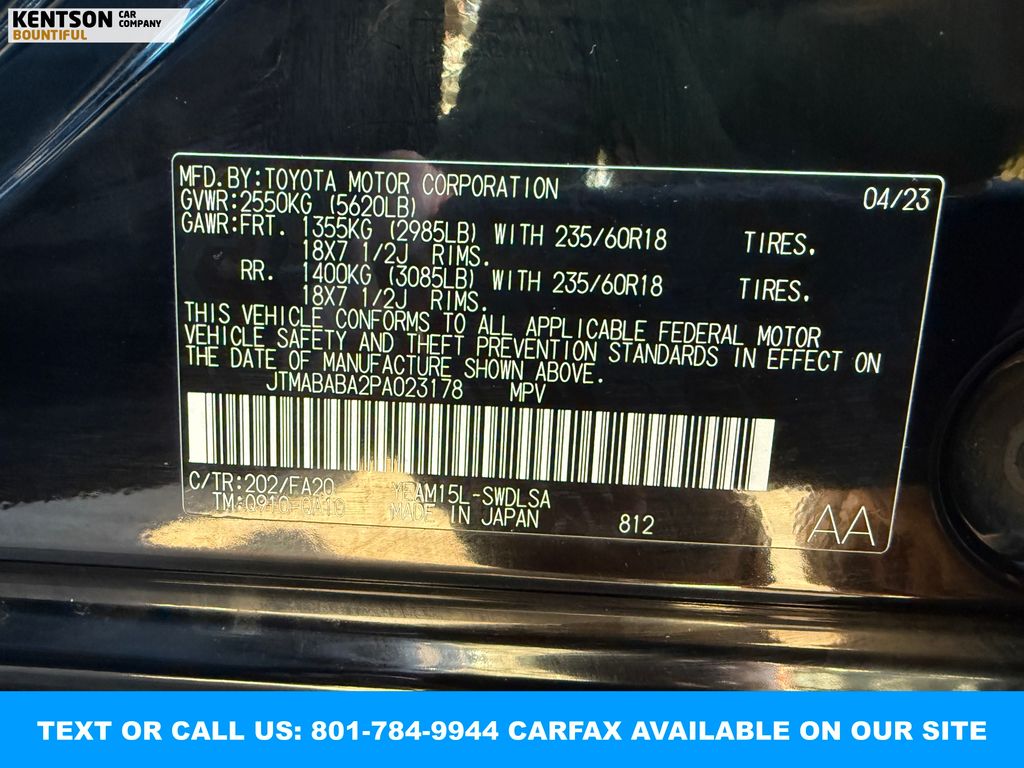 KENTSON CAR COMPANY
BOUNTIFUL
MFD.BY:TOYOTA MOTOR CORPORATION 04/23
GVWR:2550KG (5620LB)
GAWR:FRT. 1355KG (2985LB) WITH 235/60R18 TIRES.
18X7 1/2J RIMS.
RR. 1400KG (3085LB) WITH 235/60R18 TIRES.
18X7 1/2J RIMS.
THIS VEHICLE CONFORMS TO ALL APPLICABLE FEDERAL MOTOR
VEHICLE SAFETY AND THEFT PREVENTION STANDARDS IN EFFECT ON
THE DATE OF MANUFACTURE SHOWN ABOVE.
JTMABABA2PA023178 MPV
C/TR:202/FA20 YEAM15L-SWDLSA
TM: MADE IN JAPAN 812 AA
TEXT OR CALL US: 801-784-9944 CARFAX AVAILABLE ON OUR SITE